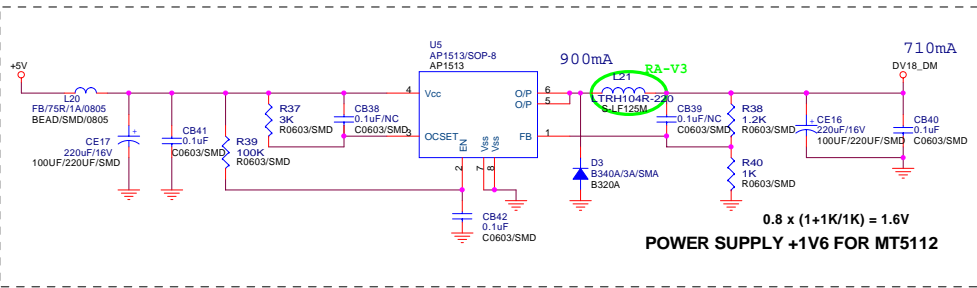 +5V
L20
FB/75R/1A/0805
BEAD/SMD/0805
CE17
+
220uF/16V
100UF/220UF/SMD
CB41
0.1uF
C0603/SMD
R39
100K
R0603/SMD
R37
3K
R0603/SMD
CB38
0.1uF/NC
C0603/SMD
U5
AP1513/SOP-8
AP1513
4
Vcc
3
OCSET
EN
2
Vss
7
Vss
8
O/P
6
O/P
5
FB
1
CB42
0.1uF
C0603/SMD
900mA
RA-V3
L21
LTRH104R-220
S-LF125M
D3
B340A/3A/SMA
B320A
CB39
0.1uF/NC
C0603/SMD
R38
1.2K
R0603/SMD
R40
1K
R0603/SMD
+
CE16
220uF/16V
100UF/220UF/SMD
710mA
DV18_DM
CB40
0.1uF
C0603/SMD
0.8 x (1+1K/1K) = 1.6V
POWER SUPPLY +1V6 FOR MT5112